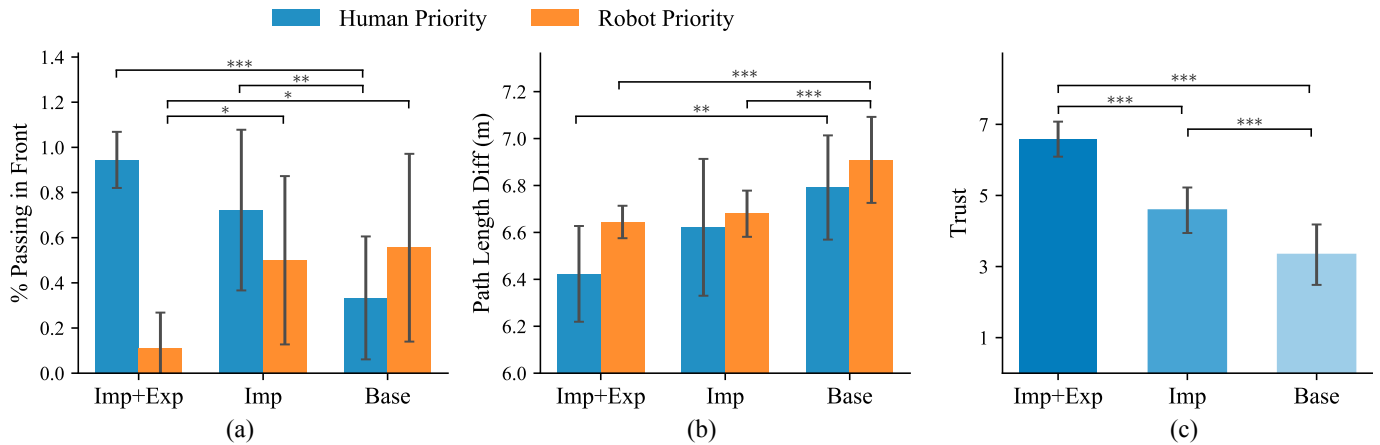 Human Priority Robot Priority
% Passing in Front
1.4
1.2
1.0
0.8
0.6
0.4
0.2
0.0
***
**
*
*
Imp+Exp Imp Base
(a)
Path Length Diff (m)
7.2
7.0
6.8
6.6
6.4
6.2
6.0
***
***
**
Imp+Exp Imp Base
(b)
Trust
7
5
3
1
***
***
***
Imp+Exp Imp Base
(c)